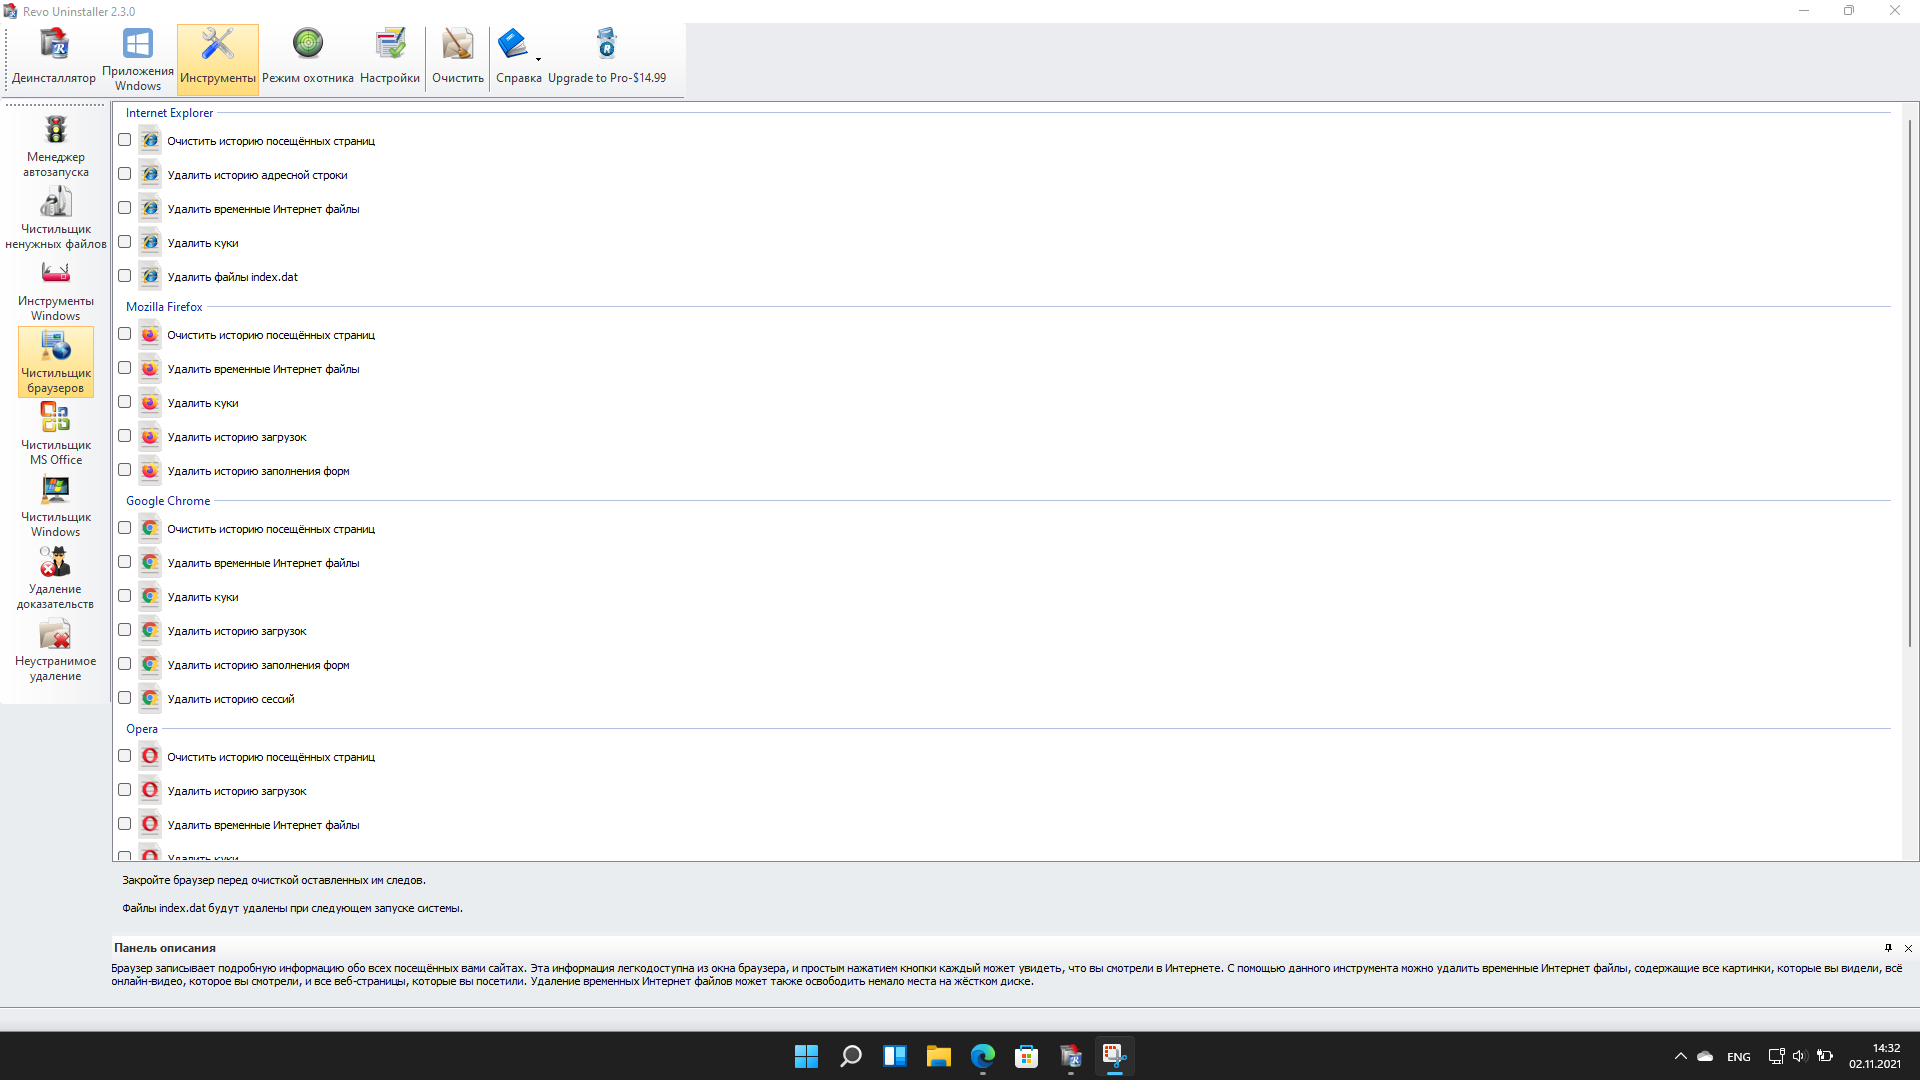 Revo Uninstaller 2.3.0
Деинсталлятор
Приложения
Wndows
Инструменты
Режим охотника
Настройки
Очистить
Справка
Upgrade to Pro-$14.99
Менеджер
автозапуска
Чистильщик
ненужных файлов
Инструменты
Windows
Чистильщик
браузеров
Чистильщик
MS Office
Чистильщик
Windows
Удаление
доказательств
Неустранимое
удаление
Internet Explorer
Очистить историю посещённых страниц
Удалить историю адресной строки
Удалить временные Интернет файлы
Удалить куки
Удалить файлы index.dat
Mozilla Firefox
Очистить историю посещённых страниц
Удалить временные Интернет файлы
Удалить куки
Удалить историю загрузок
Удалить историю заполнения форм
Google Chrome
Очистить историю посещённых страниц
Удалить временные Интернет файлы
Удалить куки
Удалить историю загрузок
Удалить историю заполнения форм
Удалить историю сессий
Opera
Очистить историю посещённых страниц
Удалить историю загрузок
Удалить временные Интернет файлы
Удалить куки
Закройте браузер перед очисткой оставленных им следов.
Файлы index.dat будут удалены при следующем запуске системы.
Панель описания
Браузер записывает подробную информацию обо всех посещённых вами сайтах. Эта информация легкодоступна из окна браузера, и простым нажатием кнопки каждый может увидеть, что вы смотрели в Интернете. С помощью данного инструмента можно удалить временные Интернет файлы, содержащие все картинки, которые вы видели, всё
онлайн-видео, которое вы смотрели, и все веб-страницы, которые вы посетили. Удаление временных Интернет файлов может также освободить немало места на жёстком диске.
ENG
14:32
02.11.2021